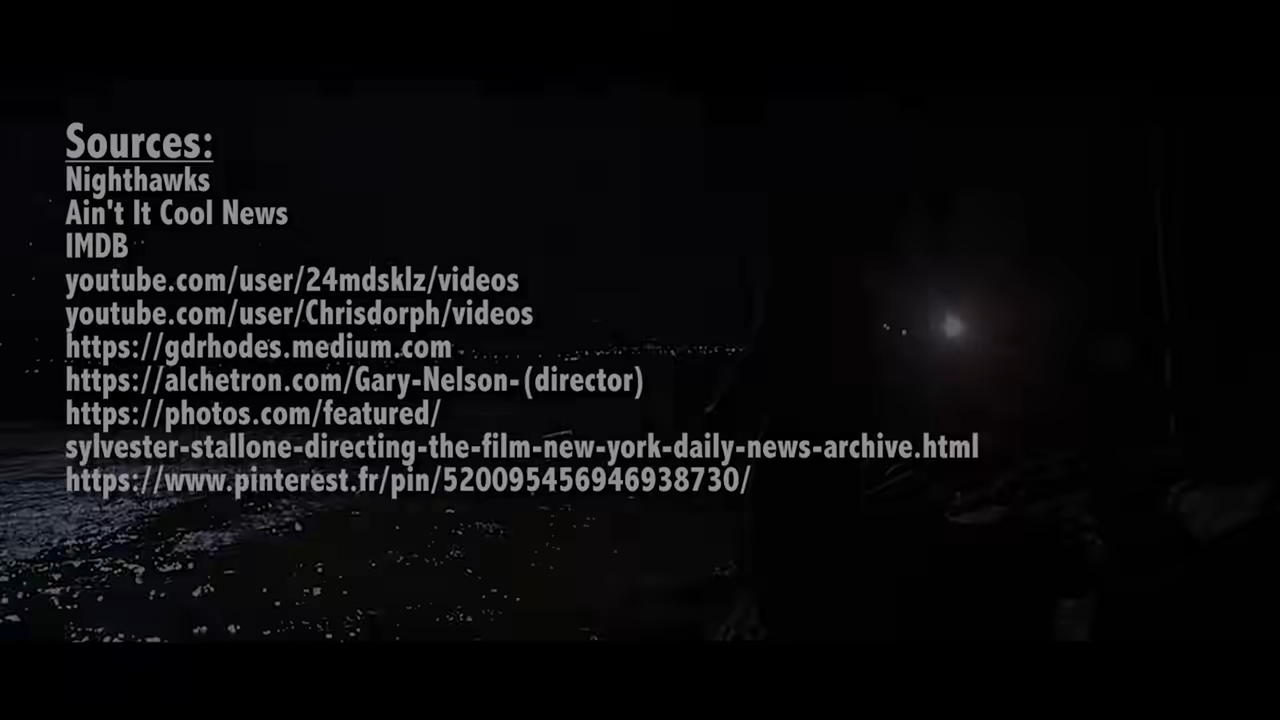 Sources:
Nighthawks
Ain't It Cool News
IMDB
youtube.com/user/24mdsklz/videos
youtube.com/user/Chrisdorph/videos
https://gdrhodes.medium.com
https://alchetron.com/Gary-Nelson-(director)
https://photos.com/featured/
sylvester-stallone-directing-the-film-new-york-daily-news-archive.html
https://www.pinterest.fr/pin/520095456946938730/